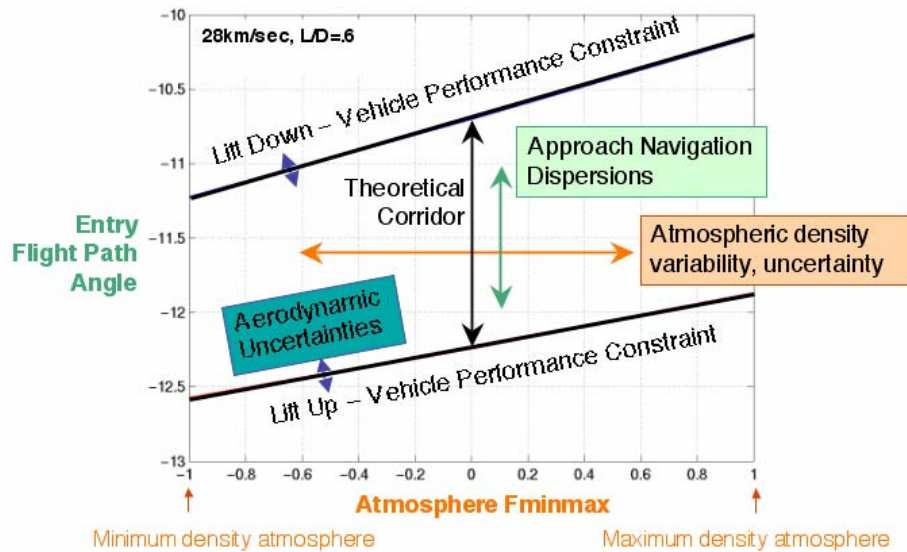 28km/sec, L/D=.6
Lift Down – Vehicle Performance Constraint
Approach Navigation
Dispersions
Theoretical
Corridor
Entry
Flight Path
Angle
Atmospheric density
variability, uncertainty
Aerodynamic
Uncertainties
Lift Up – Vehicle Performance Constraint
-10
-10.5
-11
-11.5
-12
-12.5
-13
-1 -0.8 -0.6 -0.4 -0.2 0 0.2 0.4 0.6 0.8 1
Atmosphere Fminmax
Minimum density atmosphere
Maximum density atmosphere